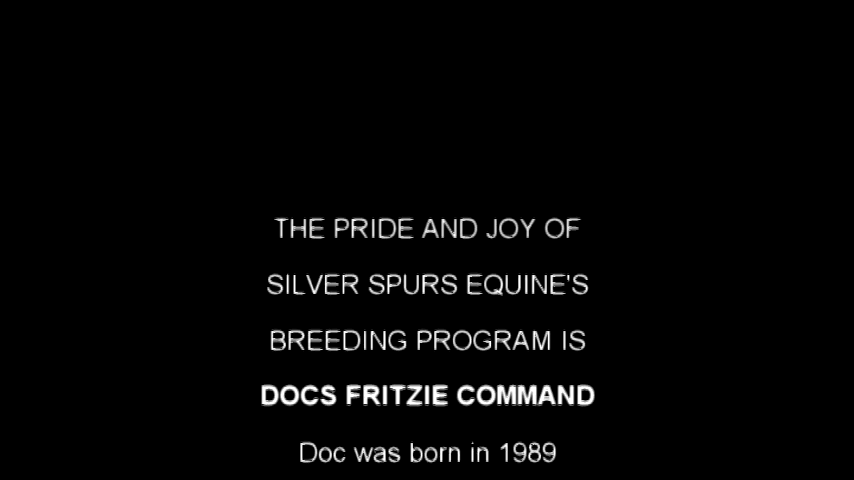 THE PRIDE AND JOY OF
SILVER SPURS EQUINE'S
BREEDING PROGRAM IS
DOCS FRITZIE COMMAND
Doc was born in 1989